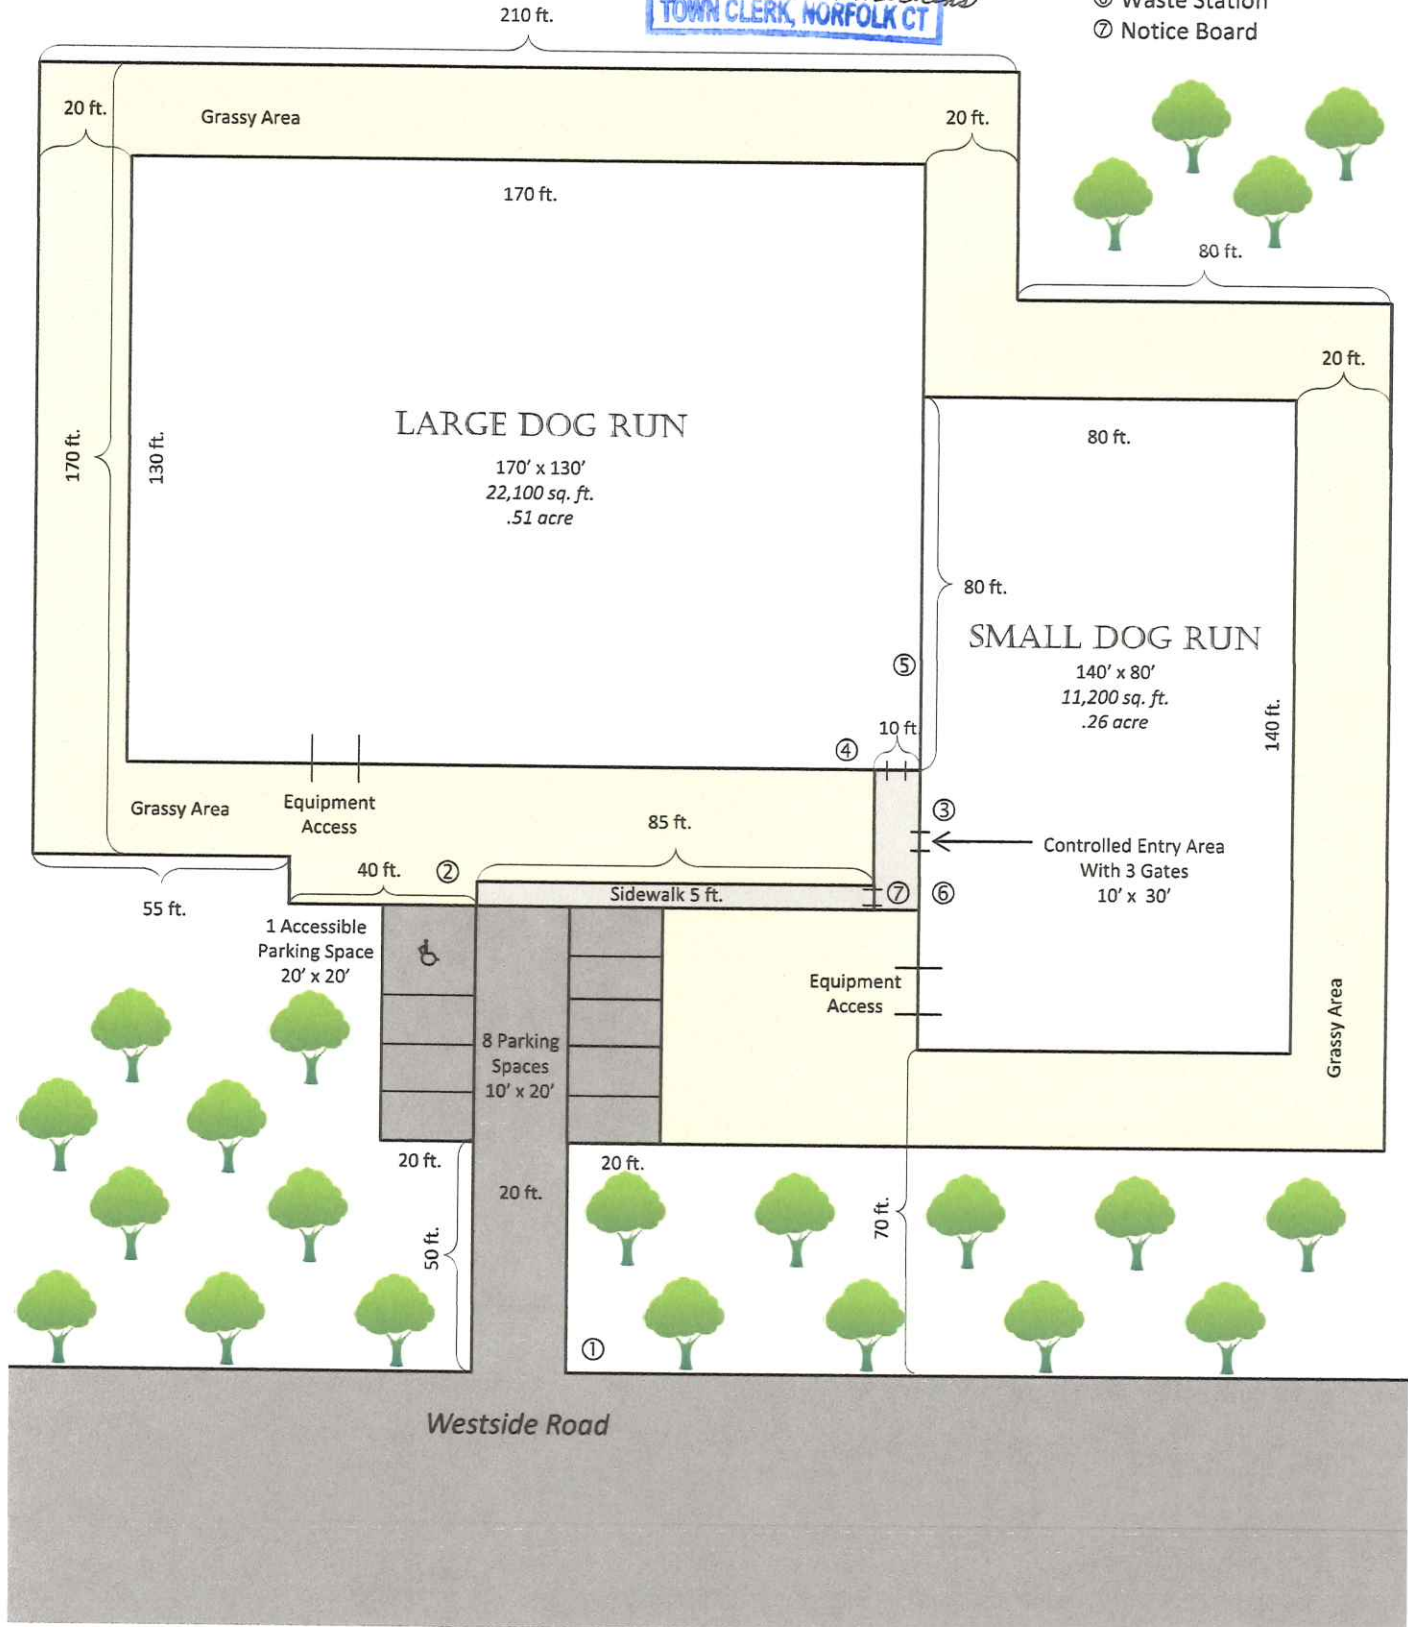 210 ft.
TOWN CLERK, NORFOLK CT
⑥ Waste Station
⑦ Notice Board
20 ft.
Grassy Area
20 ft.
170 ft.
80 ft.
20 ft.
LARGE DOG RUN
170' x 130'
22,100 sq. ft.
.51 acre
170 ft.
130 ft.
80 ft.
80 ft.
SMALL DOG RUN
140' x 80'
11,200 sq. ft.
.26 acre
140 ft.
⑤
10 ft
④
Grassy Area
Equipment
Access
85 ft.
③
Controlled Entry Area
With 3 Gates
10' x 30'
40 ft.
②
Sidewalk 5 ft.
⑦
⑥
55 ft.
1 Accessible
Parking Space
20' x 20'
Equipment
Access
8 Parking
Spaces
10' x 20'
Grassy Area
20 ft.
20 ft.
20 ft.
50 ft.
70 ft.
①
Westside Road